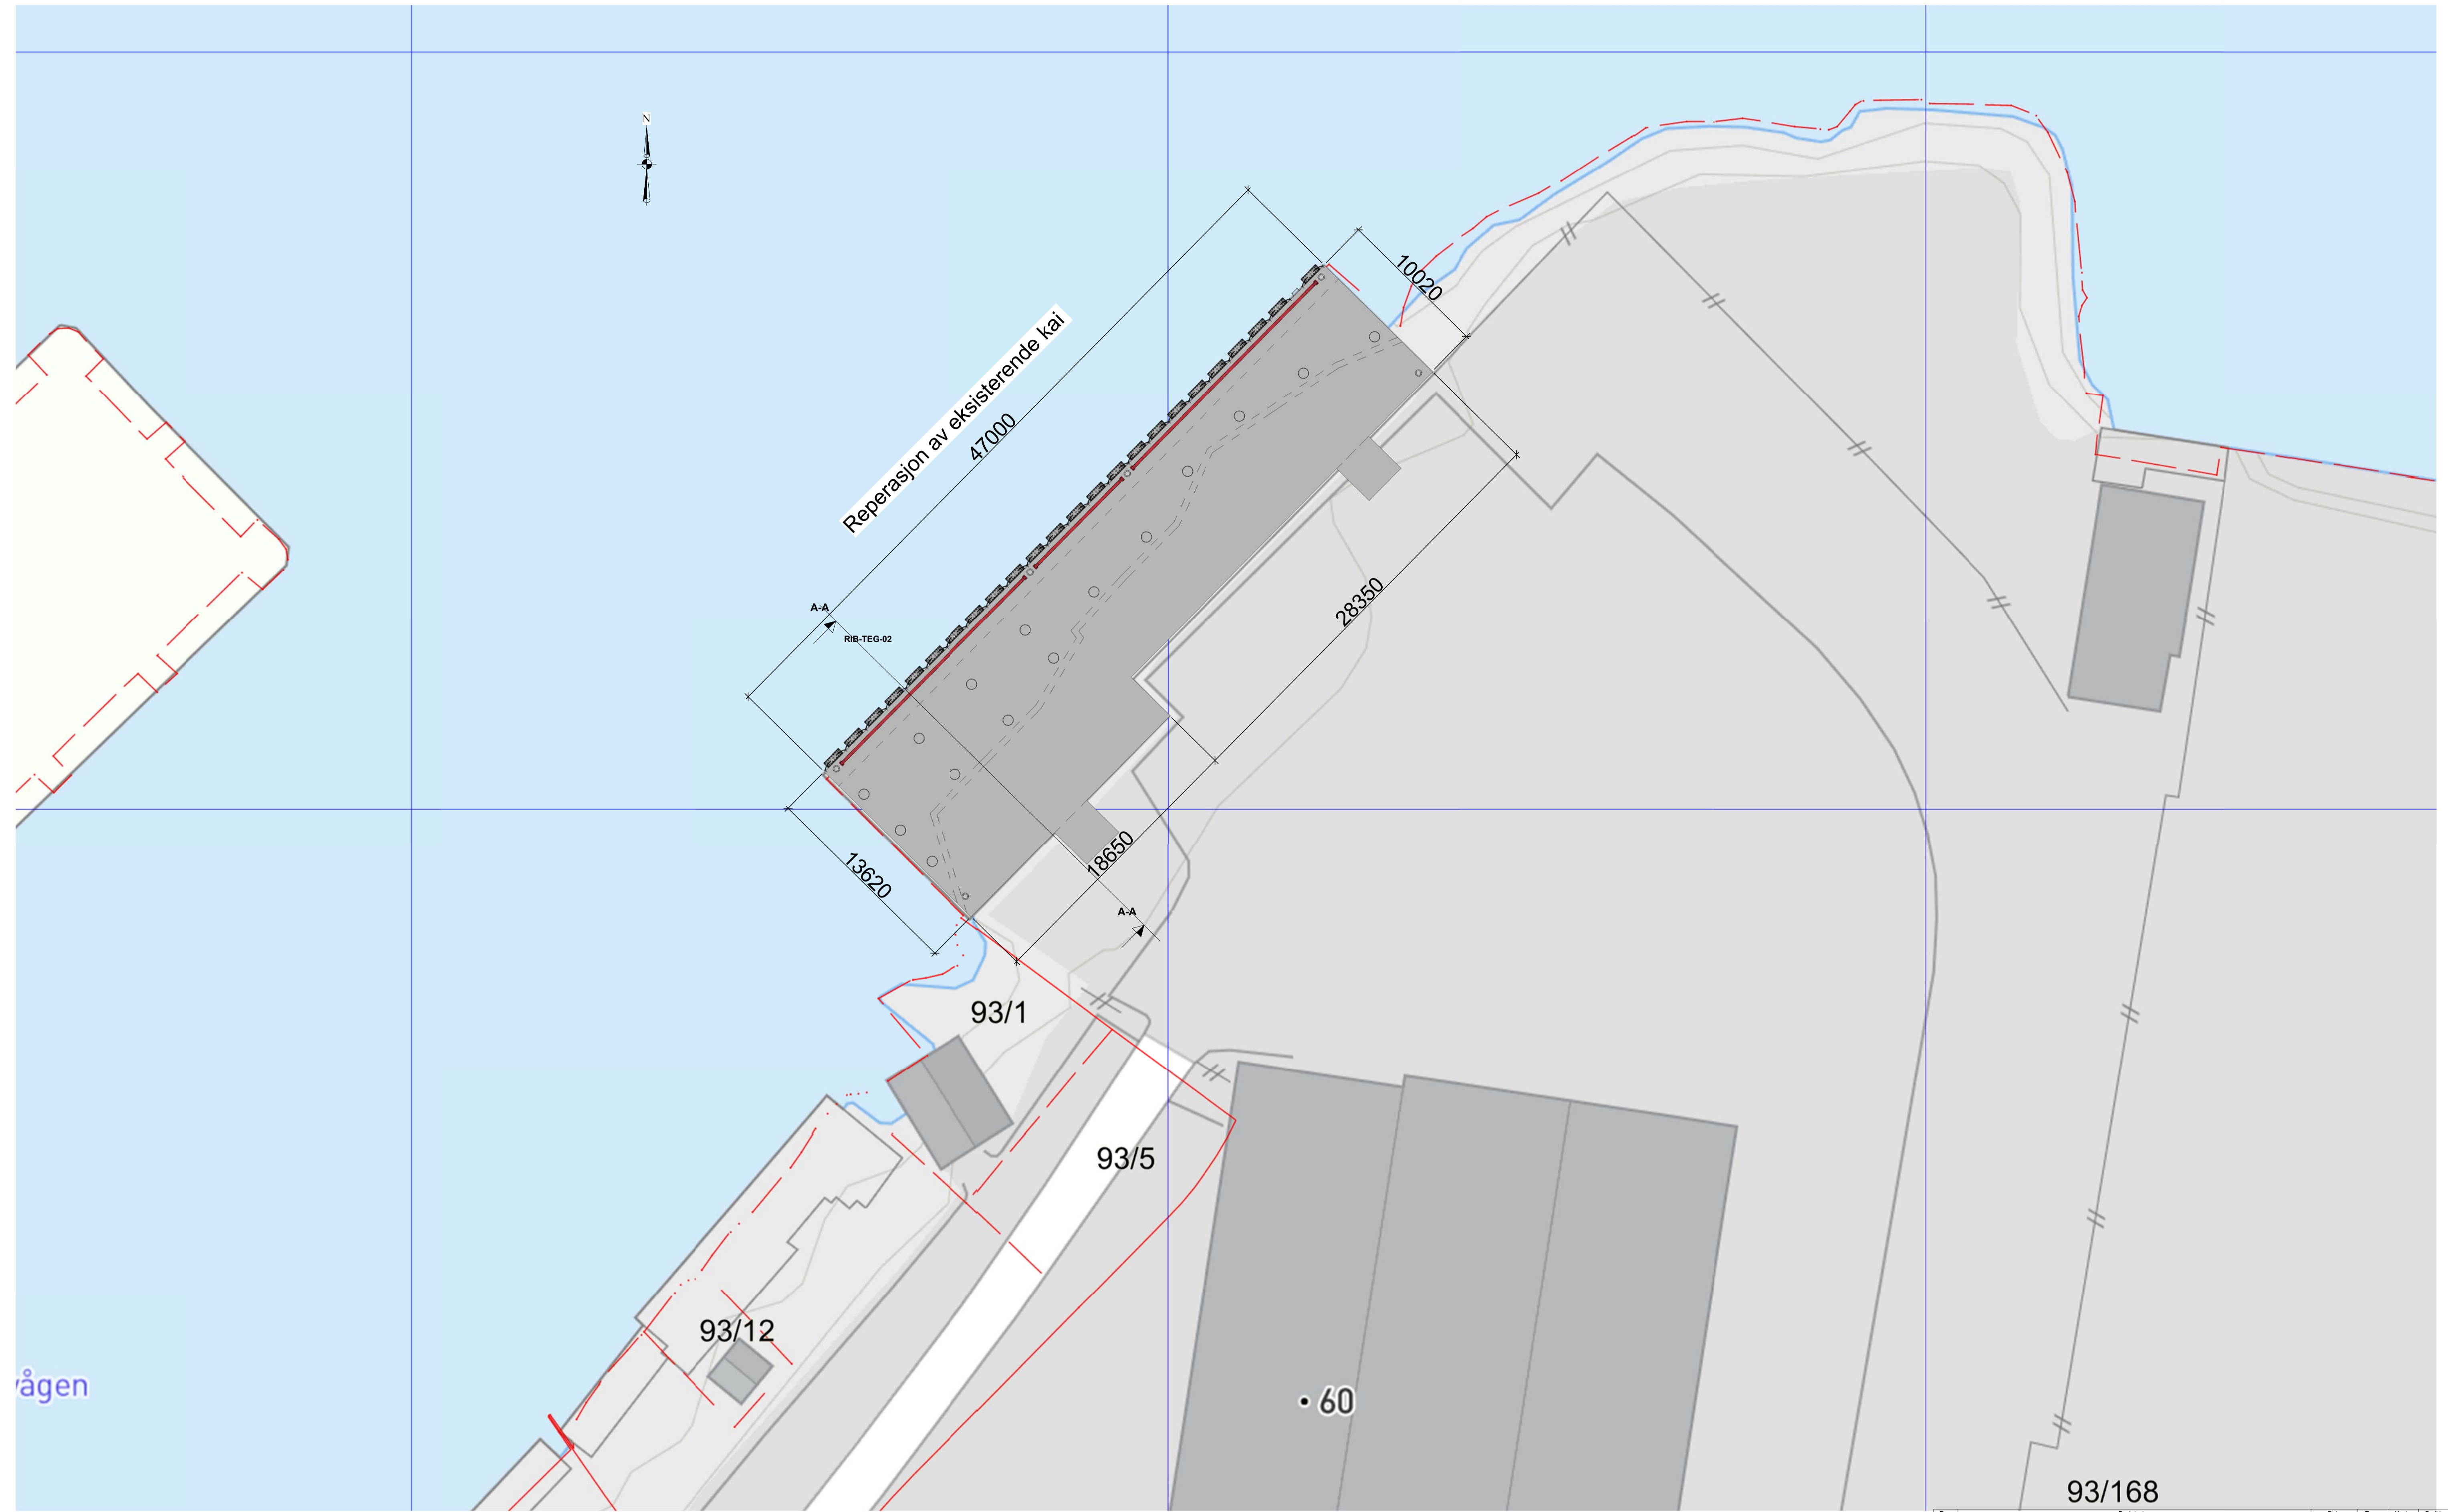 N
10020
Reperasjon av eksisterende kai
47000
28350
A-A
RIB-TEG-02
18650
13620
A-A
93/1
93/5
93/12
vågen
60
93/168